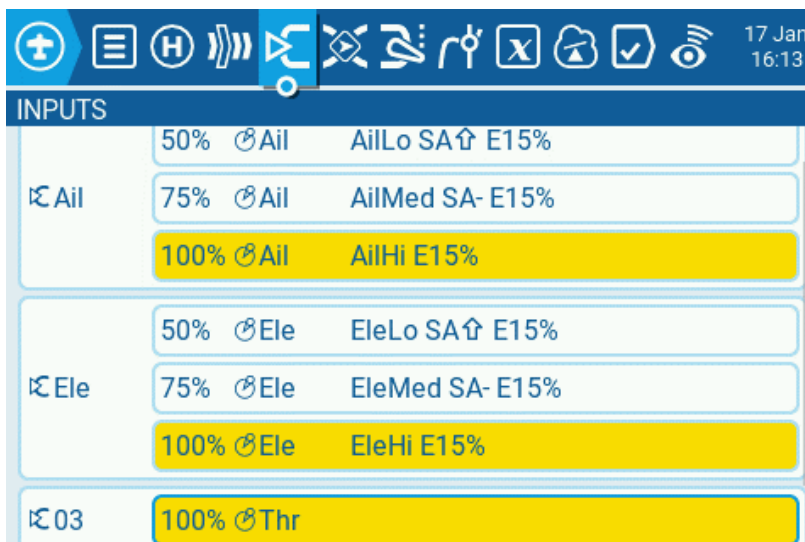 17 Jan
16:13
INPUTS
50% Ail AilLo SA⇧ E15%
Ail 75% Ail AilMed SA- E15%
100% Ail AilHi E15%
50% Ele EleLo SA⇧ E15%
Ele 75% Ele EleMed SA- E15%
100% Ele EleHi E15%
03 100% Thr